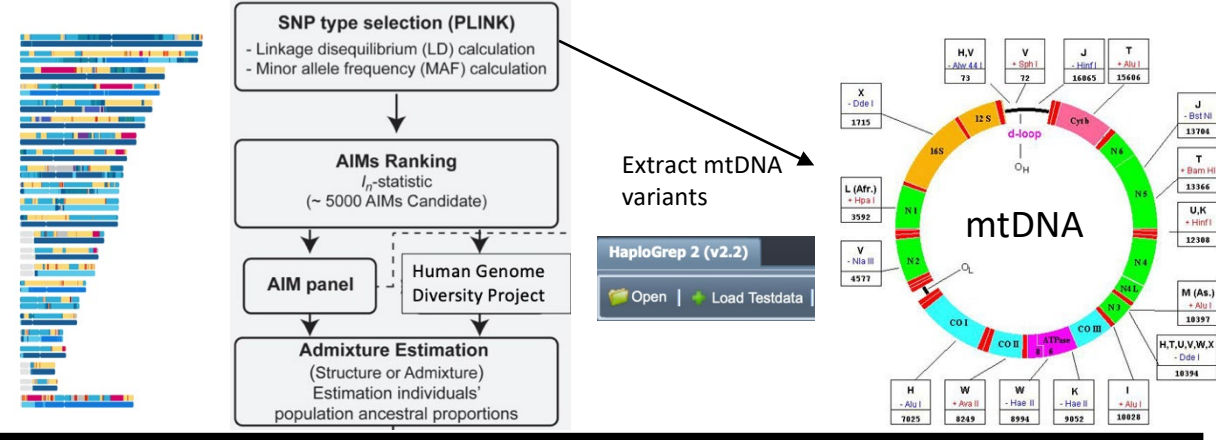 SNP type selection (PLINK)
- Linkage disequilibrium (LD) calculation
- Minor allele frequency (MAF) calculation
AIMs Ranking
In-statistic
(~ 5000 AIMs Candidate)
AIM panel
Human Genome
Diversity Project
Admixture Estimation
(Structure or Admixture)
Estimation individuals'
population ancestral proportions
Extract mtDNA
variants
HaploGrep 2 (v2.2)
Open | Load Testdata |
mtDNA
H,V
- Alw 44 I
73
V
+ Sph I
72
J
- Hinf I
16065
T
+ Alu I
15606
X
- Dde I
1715
J
- Bst NI
13704
T
+ Bam HI
13366
U,K
+ Hinf I
12308
L (Afr.)
+ Hpa I
3592
V
- Nla III
4577
M (As.)
+ Alu I
10397
H,T,U,V,W,X
- Dde I
10394
H
- Alu I
7025
W
+ Ava II
8249
W
- Hae II
8994
K
- Hae II
9052
I
+ Alu I
10028
12 S
d-loop
Cyt b
16S
OH
N 6
N 5
N 1
N 2
OL
N 4
N4 L
N 3
CO I
CO II
ATPase
8 6
CO III